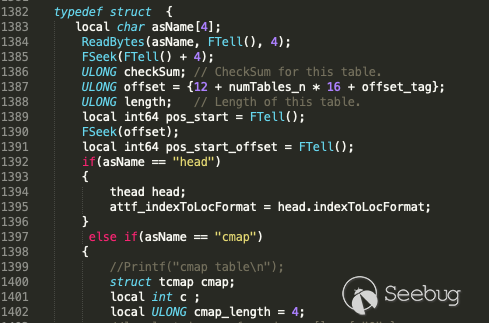 1382 typedef struct {
1383 local char asName[4];
1384 ReadBytes(asName, FTell(), 4);
1385 FSeek(FTell() + 4);
1386 ULONG checkSum; // CheckSum for this table.
1387 ULONG offset = {12 + numTables_n * 16 + offset_tag};
1388 ULONG length; // Length of this table.
1389 local int64 pos_start = FTell();
1390 FSeek(offset);
1391 local int64 pos_start_offset = FTell();
1392 if(asName == "head")
1393 {
1394 thead head;
1395 attf_indexToLocFormat = head.indexToLocFormat;
1396 }
1397 else if(asName == "cmap")
1398 {
1399 //Printf("cmap table\n");
1400 struct tcmap cmap;
1401 local int c ;
1402 local ULONG cmap_length = 4;
Seebug